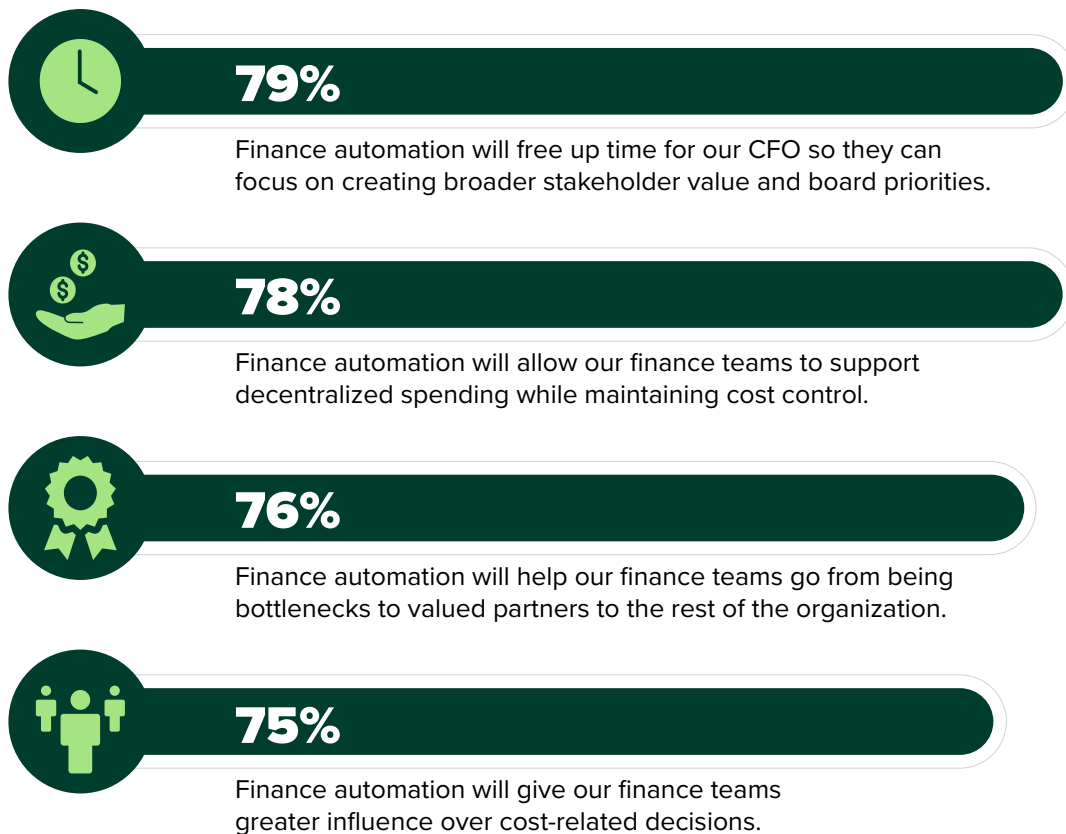 79%
Finance automation will free up time for our CFO so they can
focus on creating broader stakeholder value and board priorities.
$
$
78%
Finance automation will allow our finance teams to support
decentralized spending while maintaining cost control.
76%
Finance automation will help our finance teams go from being
bottlenecks to valued partners to the rest of the organization.
75%
Finance automation will give our finance teams
greater influence over cost-related decisions.